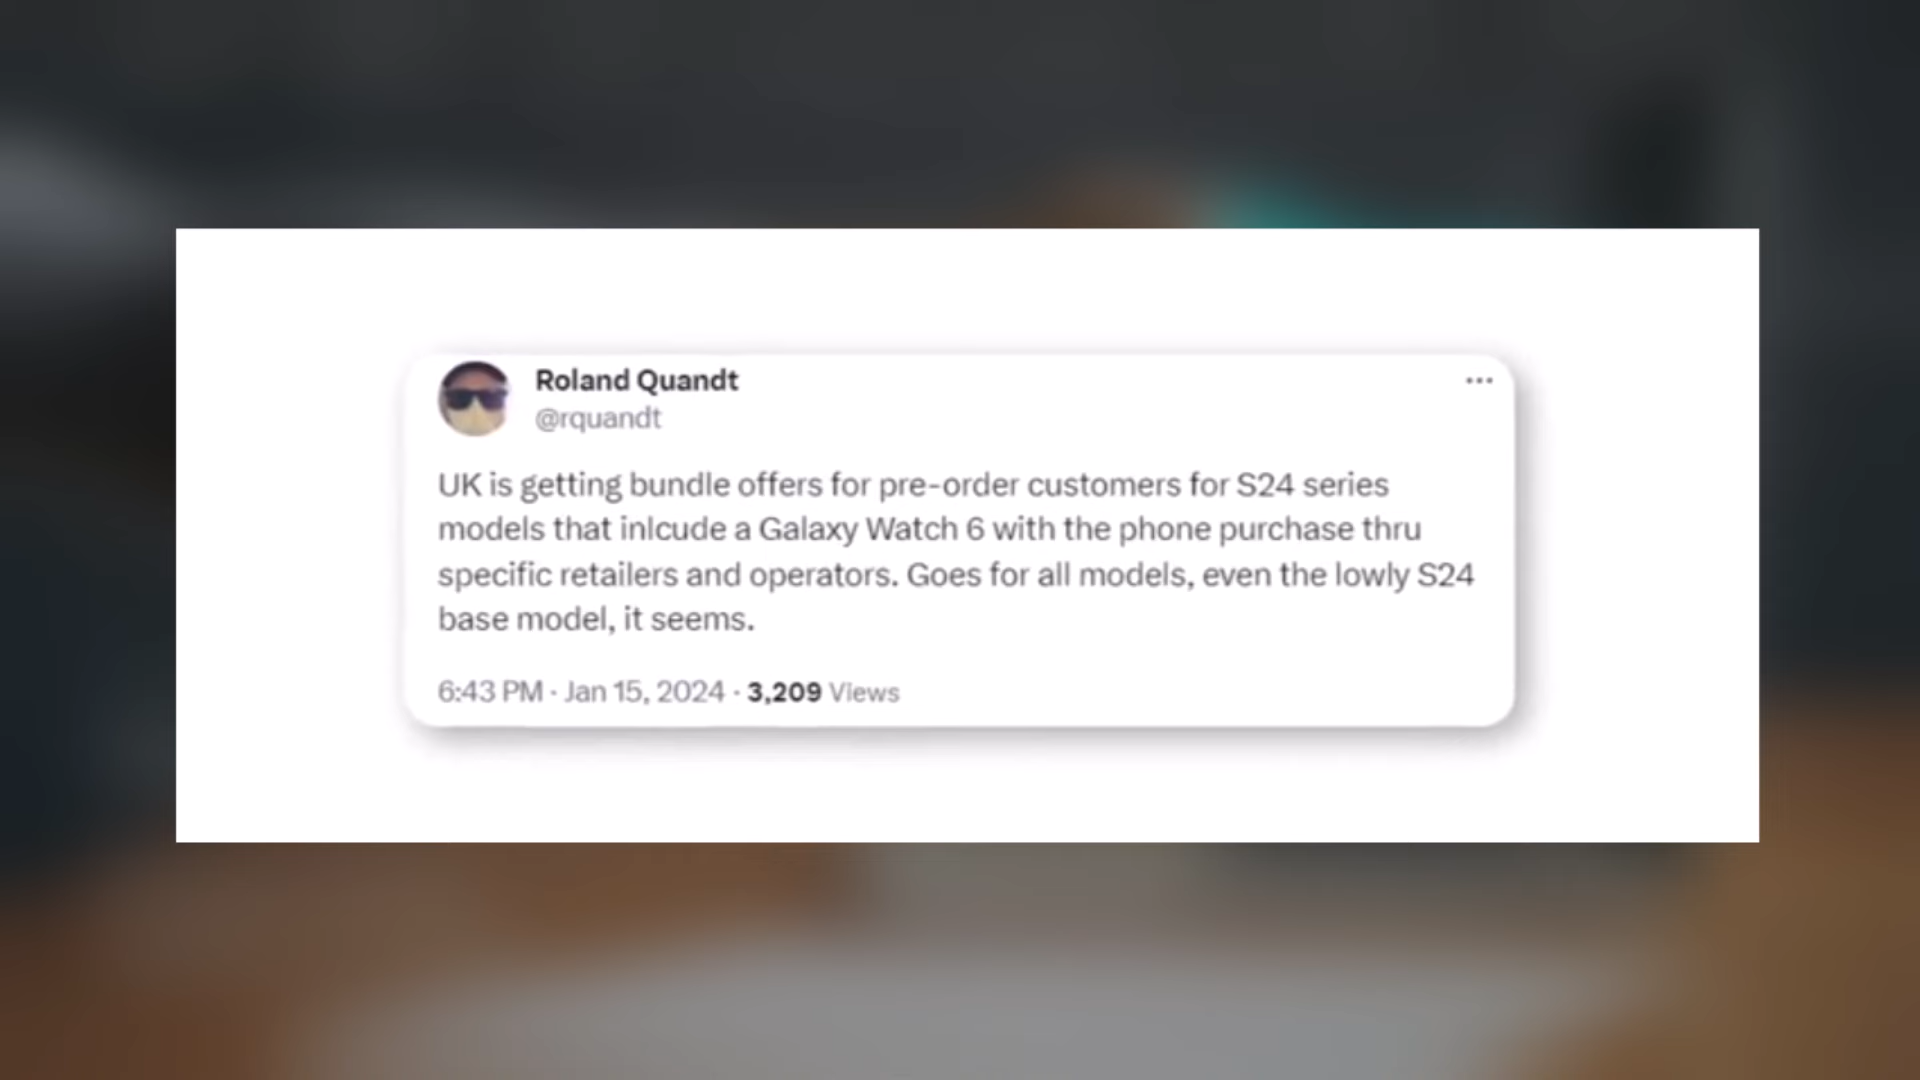 Roland Quandt
@rquandt
UK is getting bundle offers for pre-order customers for S24 series
models that inlcude a Galaxy Watch 6 with the phone purchase thru
specific retailers and operators. Goes for all models, even the lowly S24
base model, it seems.
6:43 PM · Jan 15, 2024 · 3,209 Views